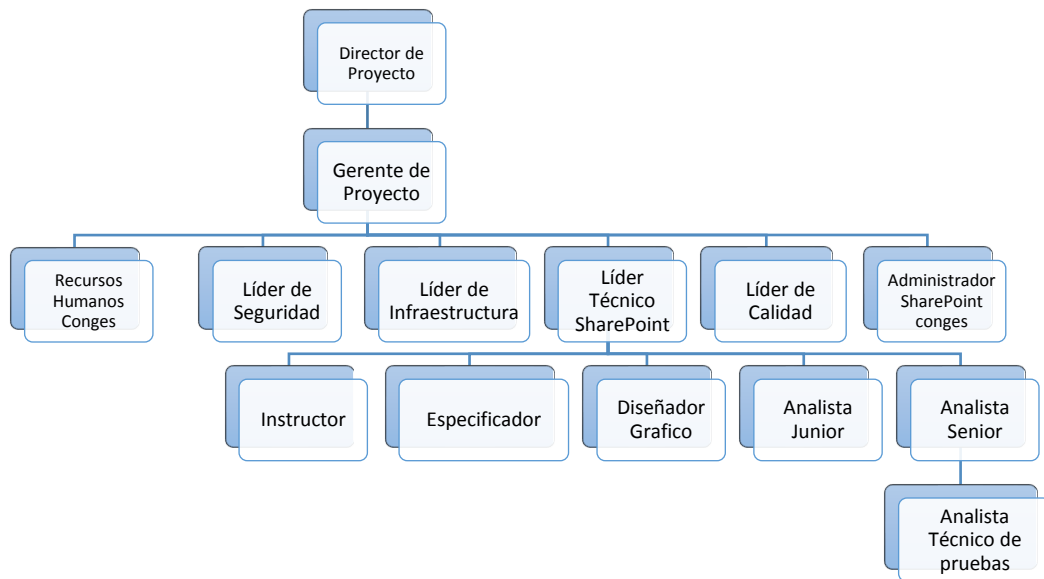 Director de
Proyecto
Gerente de
Proyecto
Recursos
Humanos
Conges
Líder de
Seguridad
Líder de
Infraestructura
Líder
Técnico
SharePoint
Líder de
Calidad
Administrador
SharePoint
conges
Instructor
Especificador
Diseñador
Grafico
Analista
Junior
Analista
Senior
Analista
Técnico de
pruebas